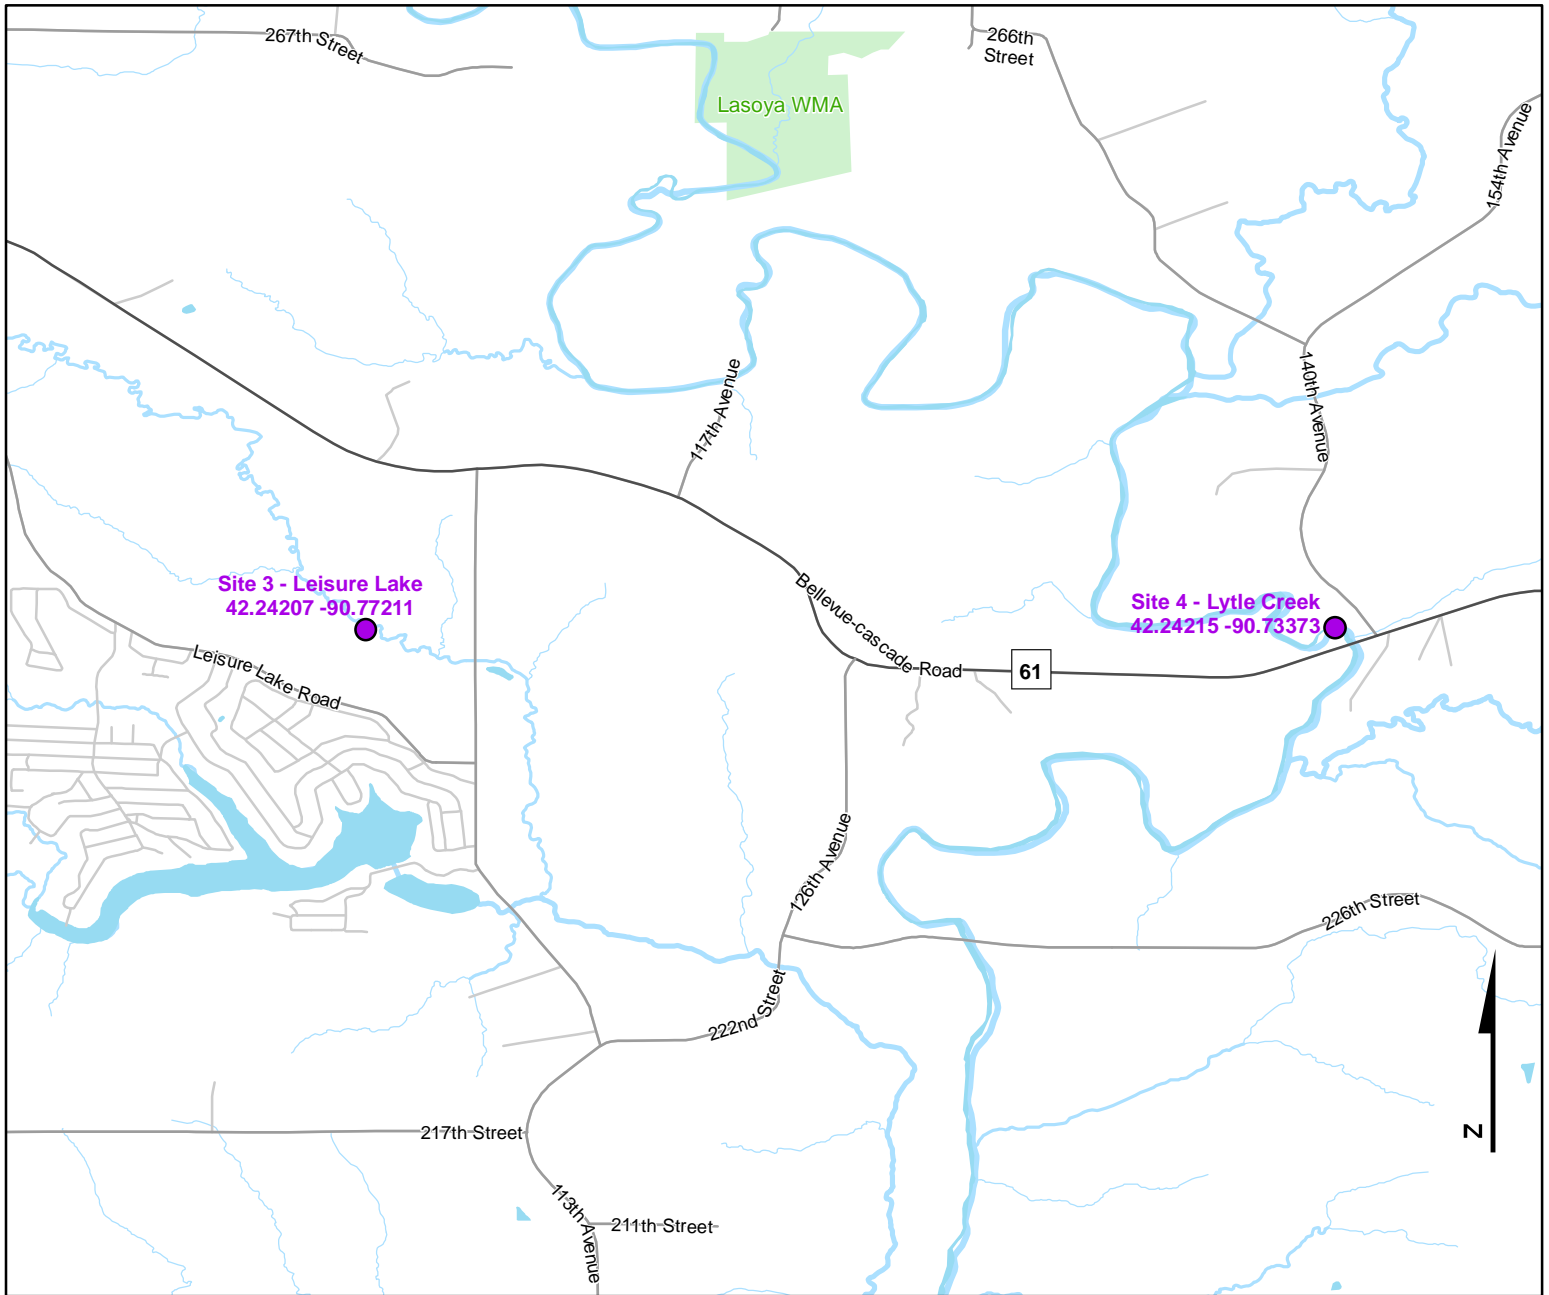 267th Street
266th
Street
Lasoya WMA
154th Avenue
117th Avenue
140th Avenue
Site 3 - Leisure Lake
42.24207 -90.77211
Bellevue-cascade Road
61
Site 4 - Lytle Creek
42.24215 -90.73373
Leisure Lake Road
126th Avenue
226th Street
222nd Street
217th Street
113th Avenue
211th Street
N